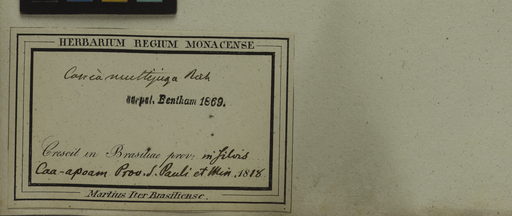 HERBARIUM REGIUM MONACENSE
Cassia multijuga Rich
determ. Bentham 1869.
Crescit in Brasiliae prov. in silvis
Caa-apoam Prov. S. Pauli et Min. 1818
Martius Iter Brasiliense.